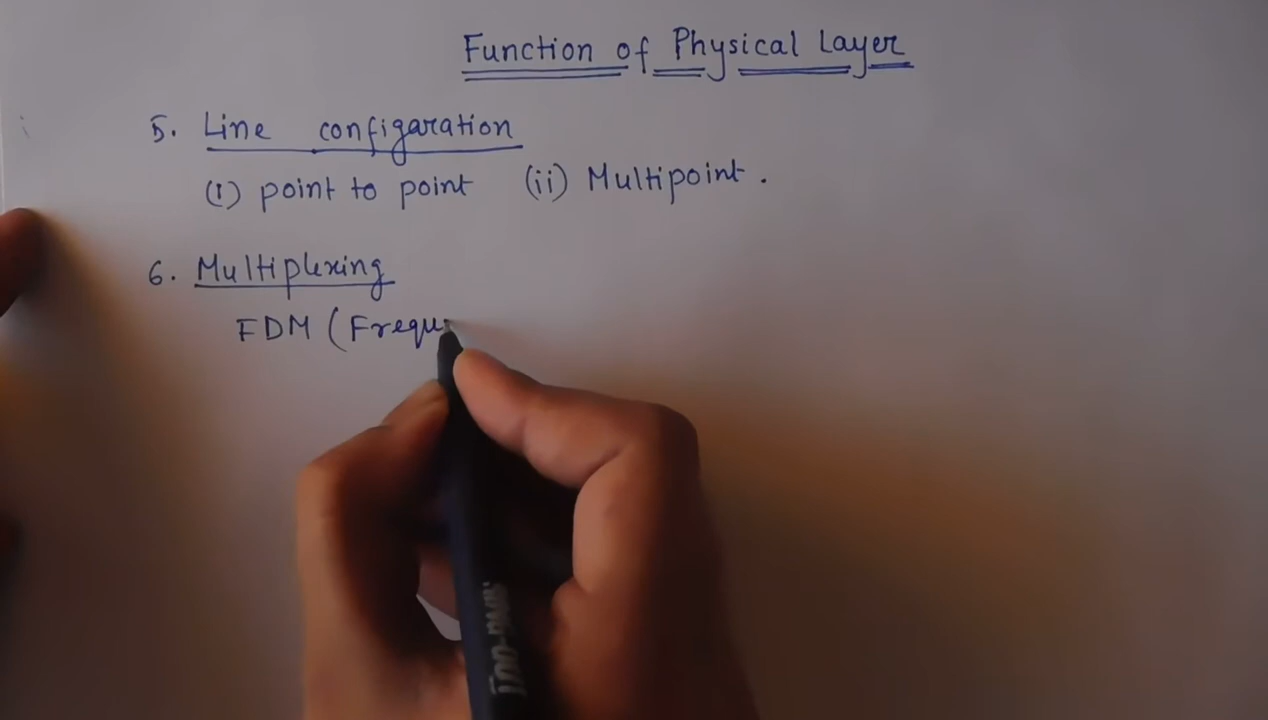 Function of Physical Layer
5. Line configaration
(i) point to point (ii) Multipoint.
6. Multiplexing
FDM (Frequ